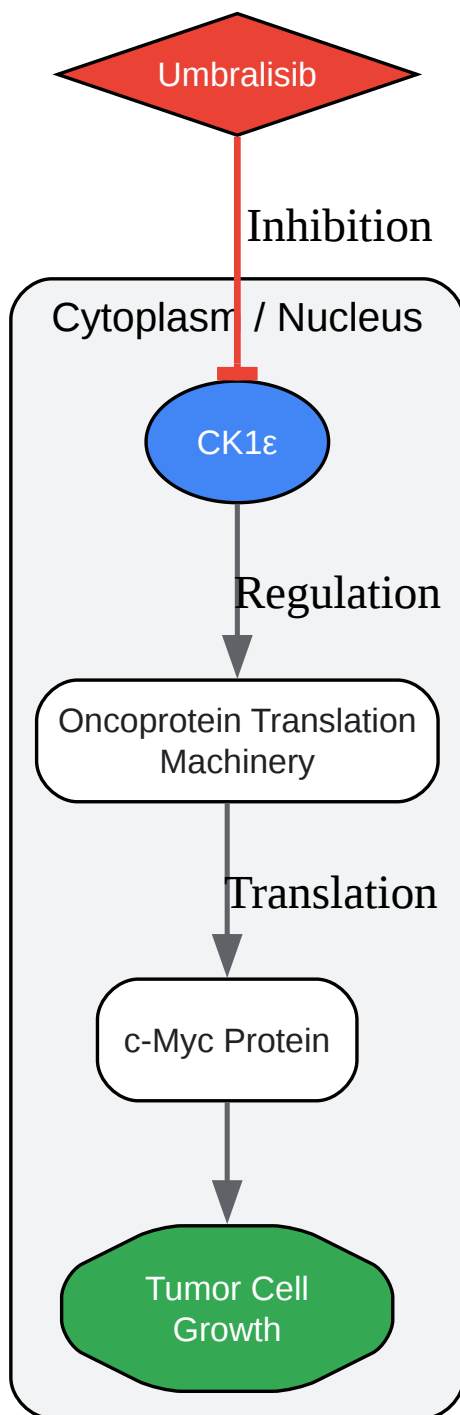 Umbralisib
Inhibition
Cytoplasm / Nucleus
CK1ε
Regulation
Oncoprotein Translation
Machinery
Translation
c-Myc Protein
Tumor Cell
Growth